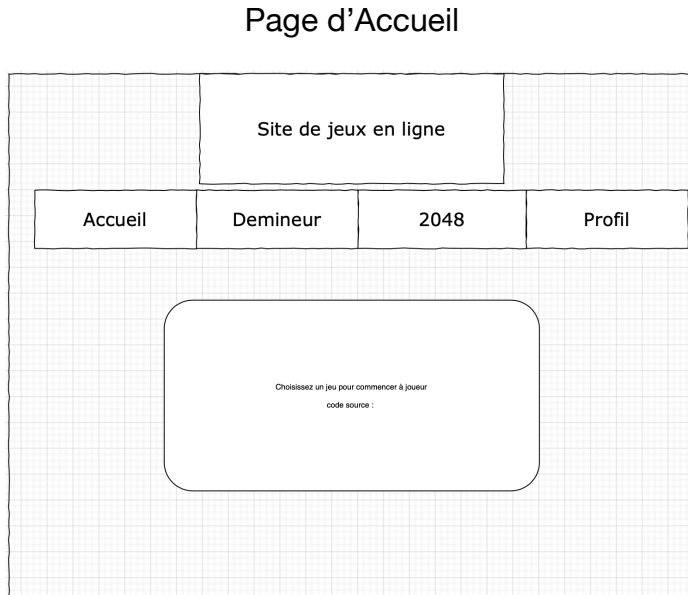 Page d’Accueil
Site de jeux en ligne
Accueil Demineur 2048 Profil
Choisissez un jeu pour commencer à joueur
code source :